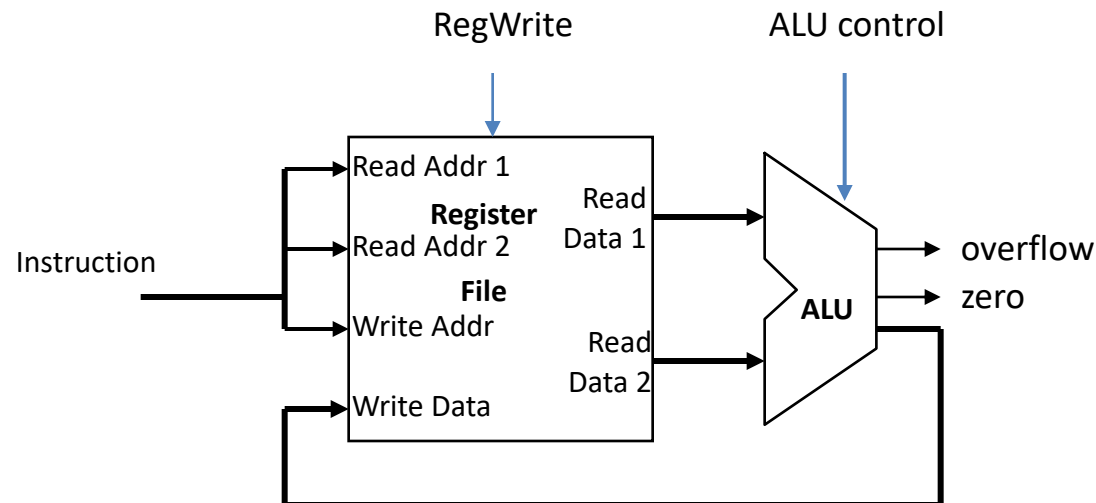 RegWrite
ALU control
Read Addr 1
Register
Read
Data 1
Read Addr 2
Instruction
File
overflow
zero
ALU
Write Addr
Read
Data 2
Write Data